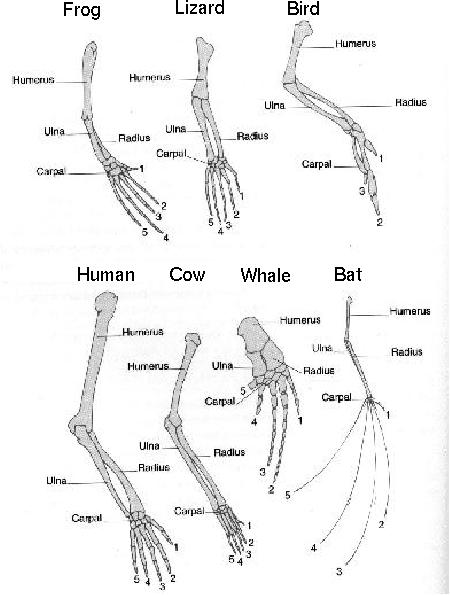 Frog
Lizard
Bird
Humerus
Ulna
Radius
Carpal
1
2
3
4
5
Humerus
Ulna
Radius
Carpal
1
2
3
4
5
Humerus
Ulna
Radius
Carpal
1
3
2
Human
Cow
Whale
Bat
Humerus
Ulna
Radius
Carpal
1
2
3
4
5
Humerus
Ulna
Radius
Carpal
1
2
3
4
5
Humerus
Ulna
Radius
5
Carpal
4
1
3
2
Humerus
Ulna
Radius
Carpal
1
5
2
4
3